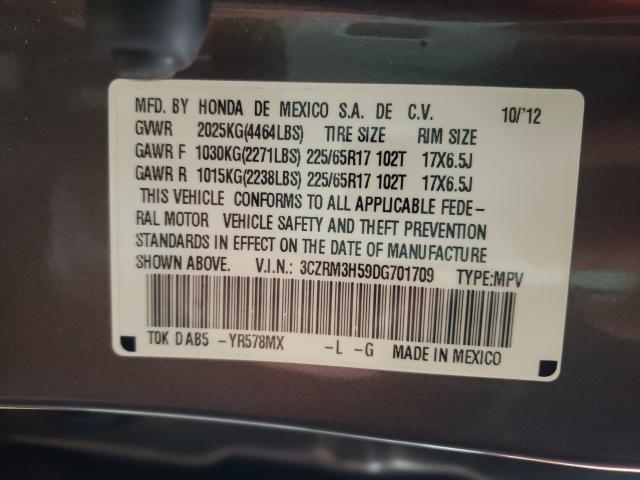 MFD. BY HONDA DE MEXICO S.A. DE C.V. 10/'12
GVWR 2025KG(4464LBS) TIRE SIZE RIM SIZE
GAWR F 1030KG(2271LBS) 225/65R17 102T 17X6.5J
GAWR R 1015KG(2238LBS) 225/65R17 102T 17X6.5J
THIS VEHICLE CONFORMS TO ALL APPLICABLE FEDE-
RAL MOTOR VEHICLE SAFETY AND THEFT PREVENTION
STANDARDS IN EFFECT ON THE DATE OF MANUFACTURE
SHOWN ABOVE. V.I.N.: 3CZRM3H59DG701709 TYPE:MPV
TOK D AB5 -YR578MX -L -G MADE IN MEXICO